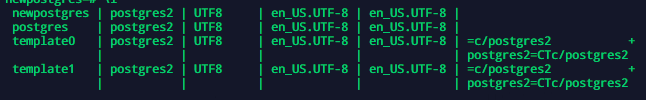 newpostgres=# \l
newpostgres | postgres2 | UTF8 | en_US.UTF-8 | en_US.UTF-8 |
postgres | postgres2 | UTF8 | en_US.UTF-8 | en_US.UTF-8 |
template0 | postgres2 | UTF8 | en_US.UTF-8 | en_US.UTF-8 | =c/postgres2 +
| | | | | postgres2=CTc/postgres2
template1 | postgres2 | UTF8 | en_US.UTF-8 | en_US.UTF-8 | =c/postgres2 +
| | | | | postgres2=CTc/postgres2